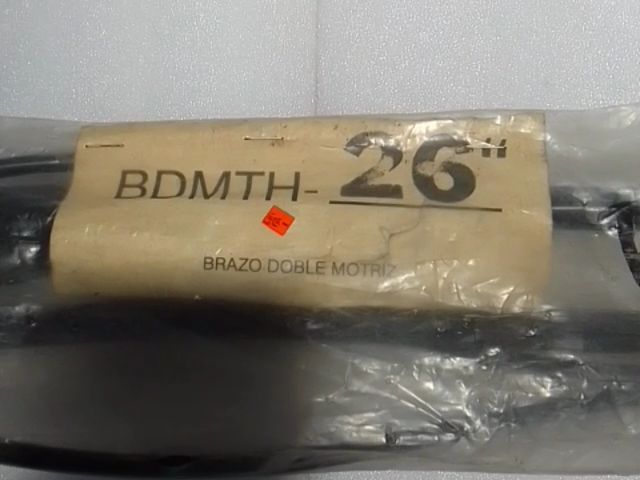 BDMTH- 26"
BRAZO DOBLE MOTRIZ